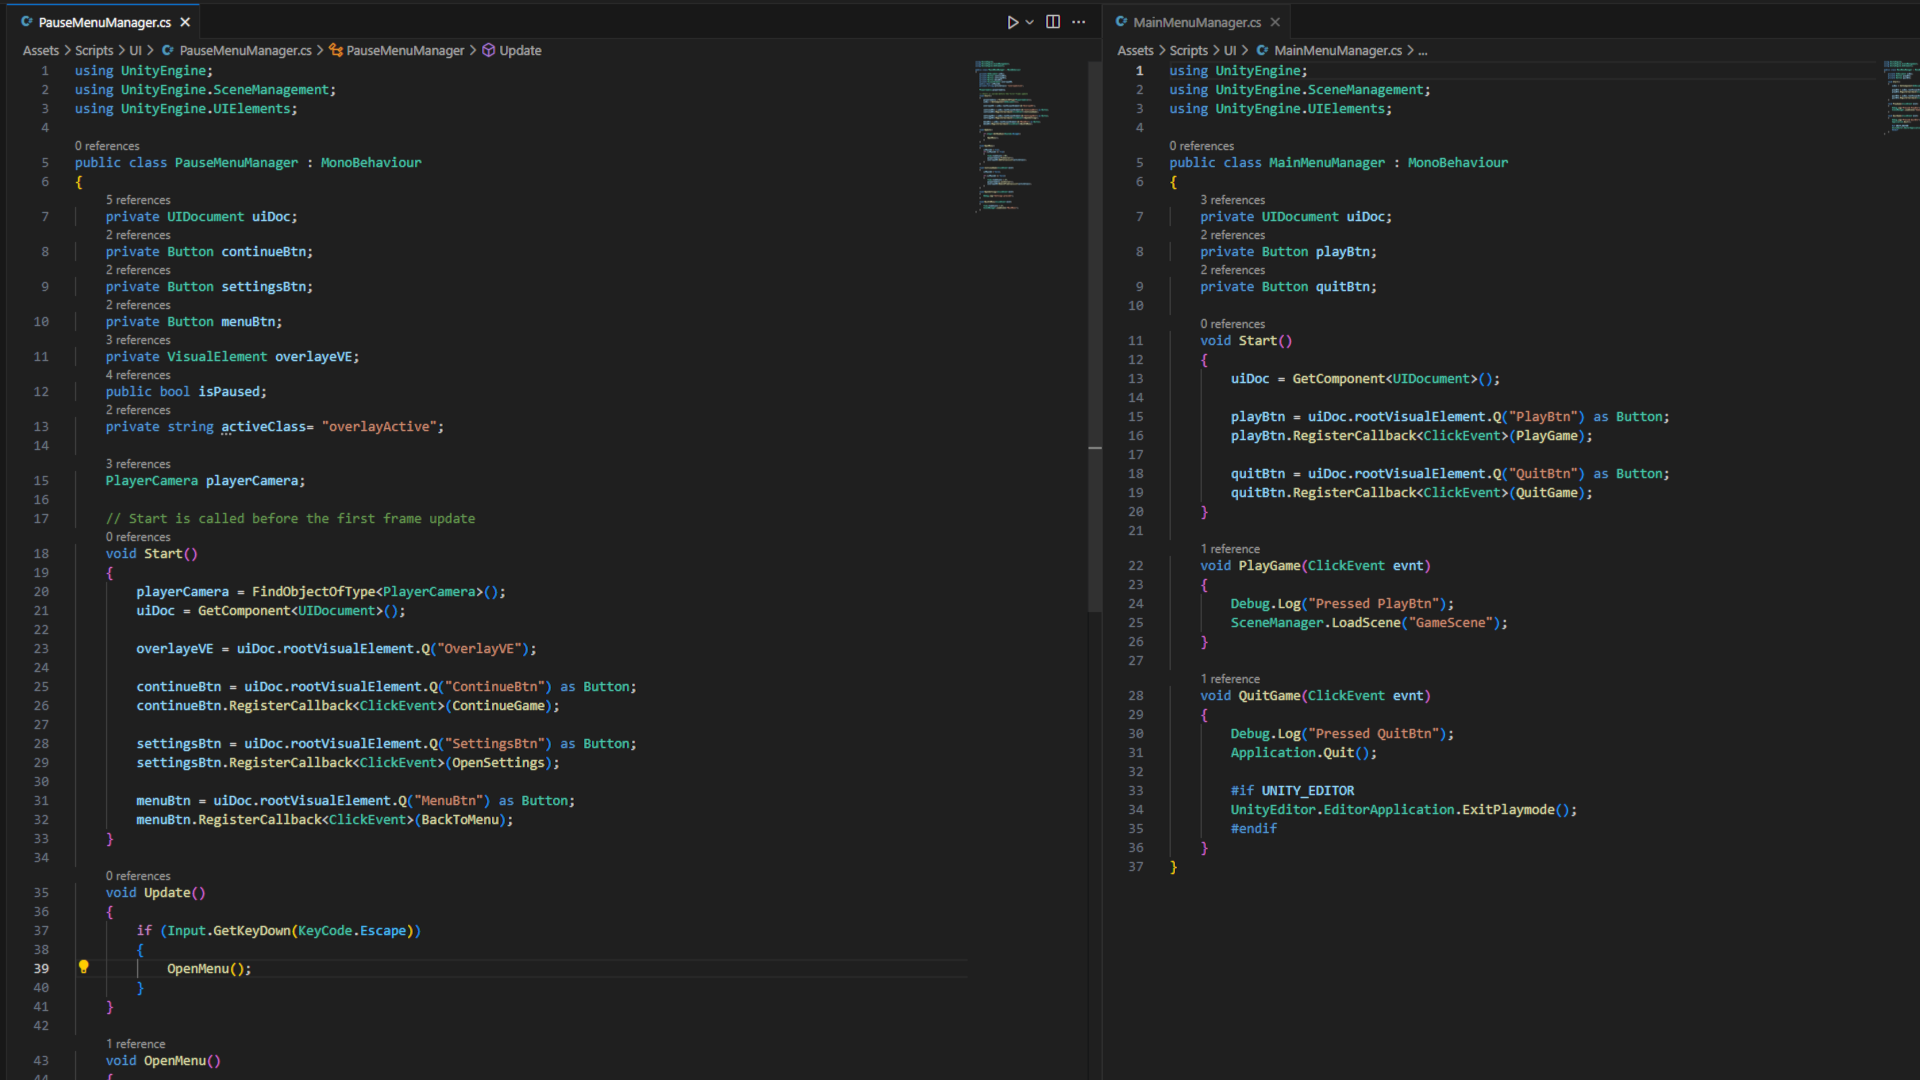 PauseMenuManager.cs
Assets > Scripts > UI > PauseMenuManager.cs > PauseMenuManager > Update
1 using UnityEngine;
2 using UnityEngine.SceneManagement;
3 using UnityEngine.UIElements;
4
0 references
5 public class PauseMenuManager : MonoBehaviour
6 {
5 references
7 private UIDocument uiDoc;
2 references
8 private Button continueBtn;
2 references
9 private Button settingsBtn;
2 references
10 private Button menuBtn;
3 references
11 private VisualElement overlayeVE;
4 references
12 public bool isPaused;
2 references
13 private string activeClass= "overlayActive";
14
3 references
15 PlayerCamera playerCamera;
16
17 // Start is called before the first frame update
0 references
18 void Start()
19 {
20 playerCamera = FindObjectOfType<PlayerCamera>();
21 uiDoc = GetComponent<UIDocument>();
22
23 overlayeVE = uiDoc.rootVisualElement.Q("OverlayVE");
24
25 continueBtn = uiDoc.rootVisualElement.Q("ContinueBtn") as Button;
26 continueBtn.RegisterCallback<ClickEvent>(ContinueGame);
27
28 settingsBtn = uiDoc.rootVisualElement.Q("SettingsBtn") as Button;
29 settingsBtn.RegisterCallback<ClickEvent>(OpenSettings);
30
31 menuBtn = uiDoc.rootVisualElement.Q("MenuBtn") as Button;
32 menuBtn.RegisterCallback<ClickEvent>(BackToMenu);
33 }
34
0 references
35 void Update()
36 {
37 if (Input.GetKeyDown(KeyCode.Escape))
38 {
39 OpenMenu();
40 }
41 }
42
1 reference
43 void OpenMenu()
44 {
MainMenuManager.cs
Assets > Scripts > UI > MainMenuManager.cs > ...
1 using UnityEngine;
2 using UnityEngine.SceneManagement;
3 using UnityEngine.UIElements;
4
0 references
5 public class MainMenuManager : MonoBehaviour
6 {
3 references
7 private UIDocument uiDoc;
2 references
8 private Button playBtn;
2 references
9 private Button quitBtn;
10
0 references
11 void Start()
12 {
13 uiDoc = GetComponent<UIDocument>();
14
15 playBtn = uiDoc.rootVisualElement.Q("PlayBtn") as Button;
16 playBtn.RegisterCallback<ClickEvent>(PlayGame);
17
18 quitBtn = uiDoc.rootVisualElement.Q("QuitBtn") as Button;
19 quitBtn.RegisterCallback<ClickEvent>(QuitGame);
20 }
21
1 reference
22 void PlayGame(ClickEvent evnt)
23 {
24 Debug.Log("Pressed PlayBtn");
25 SceneManager.LoadScene("GameScene");
26 }
27
1 reference
28 void QuitGame(ClickEvent evnt)
29 {
30 Debug.Log("Pressed QuitBtn");
31 Application.Quit();
32
33 #if UNITY_EDITOR
34 UnityEditor.EditorApplication.ExitPlaymode();
35 #endif
36 }
37 }